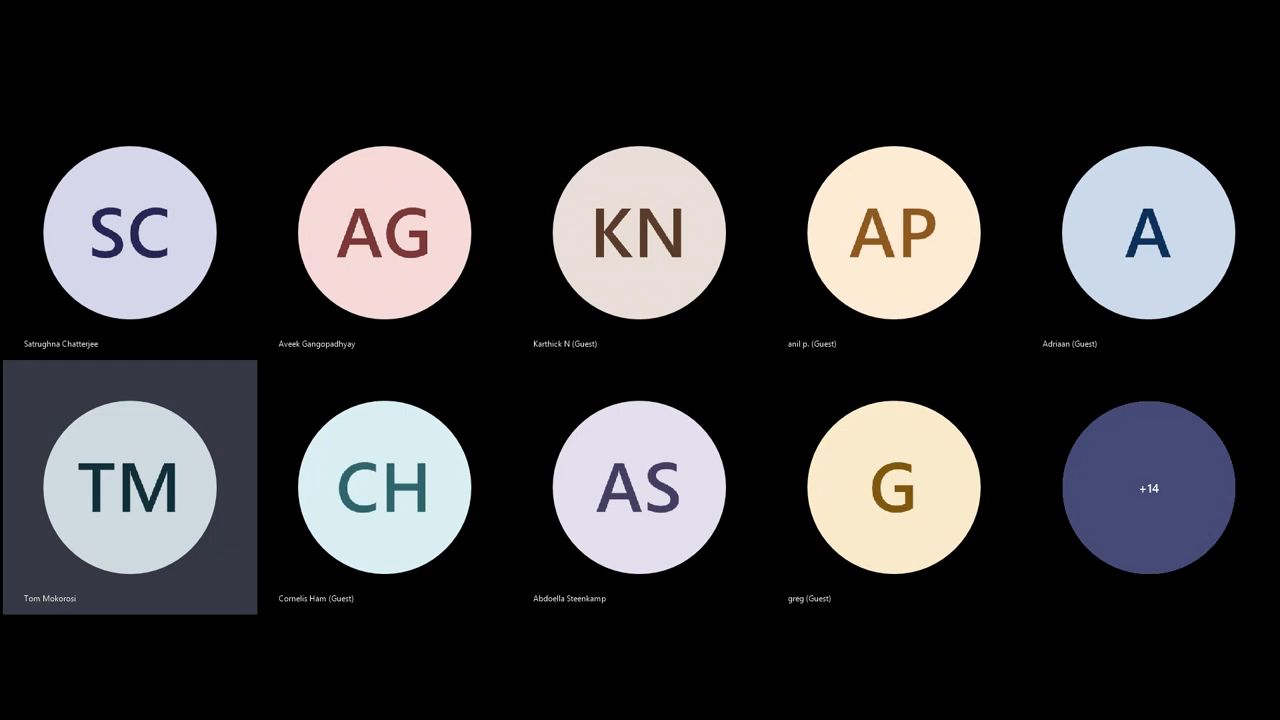 SC
AG
KN
AP
A
Satrughna Chatterjee
Aveek Gangopadhyay
Karthick N (Guest)
anil p. (Guest)
Adriaan (Guest)
TM
CH
AS
G
+14
Tom Mokorosi
Cornelis Ham (Guest)
Abdoella Steenkamp
greg (Guest)